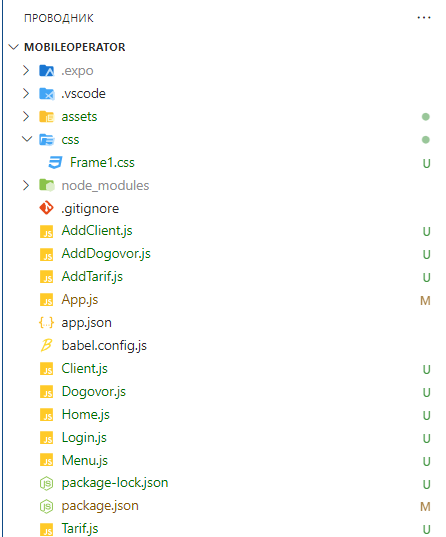 ПРОВОДНИК ...
MOBILEOPERATOR
.expo
.vscode
assets
css
Frame1.css U
node_modules
.gitignore
AddClient.js U
AddDogovor.js U
AddTarif.js U
App.js M
app.json
babel.config.js
Client.js U
Dogovor.js U
Home.js U
Login.js U
Menu.js U
package-lock.json U
package.json M
Tarif.js U